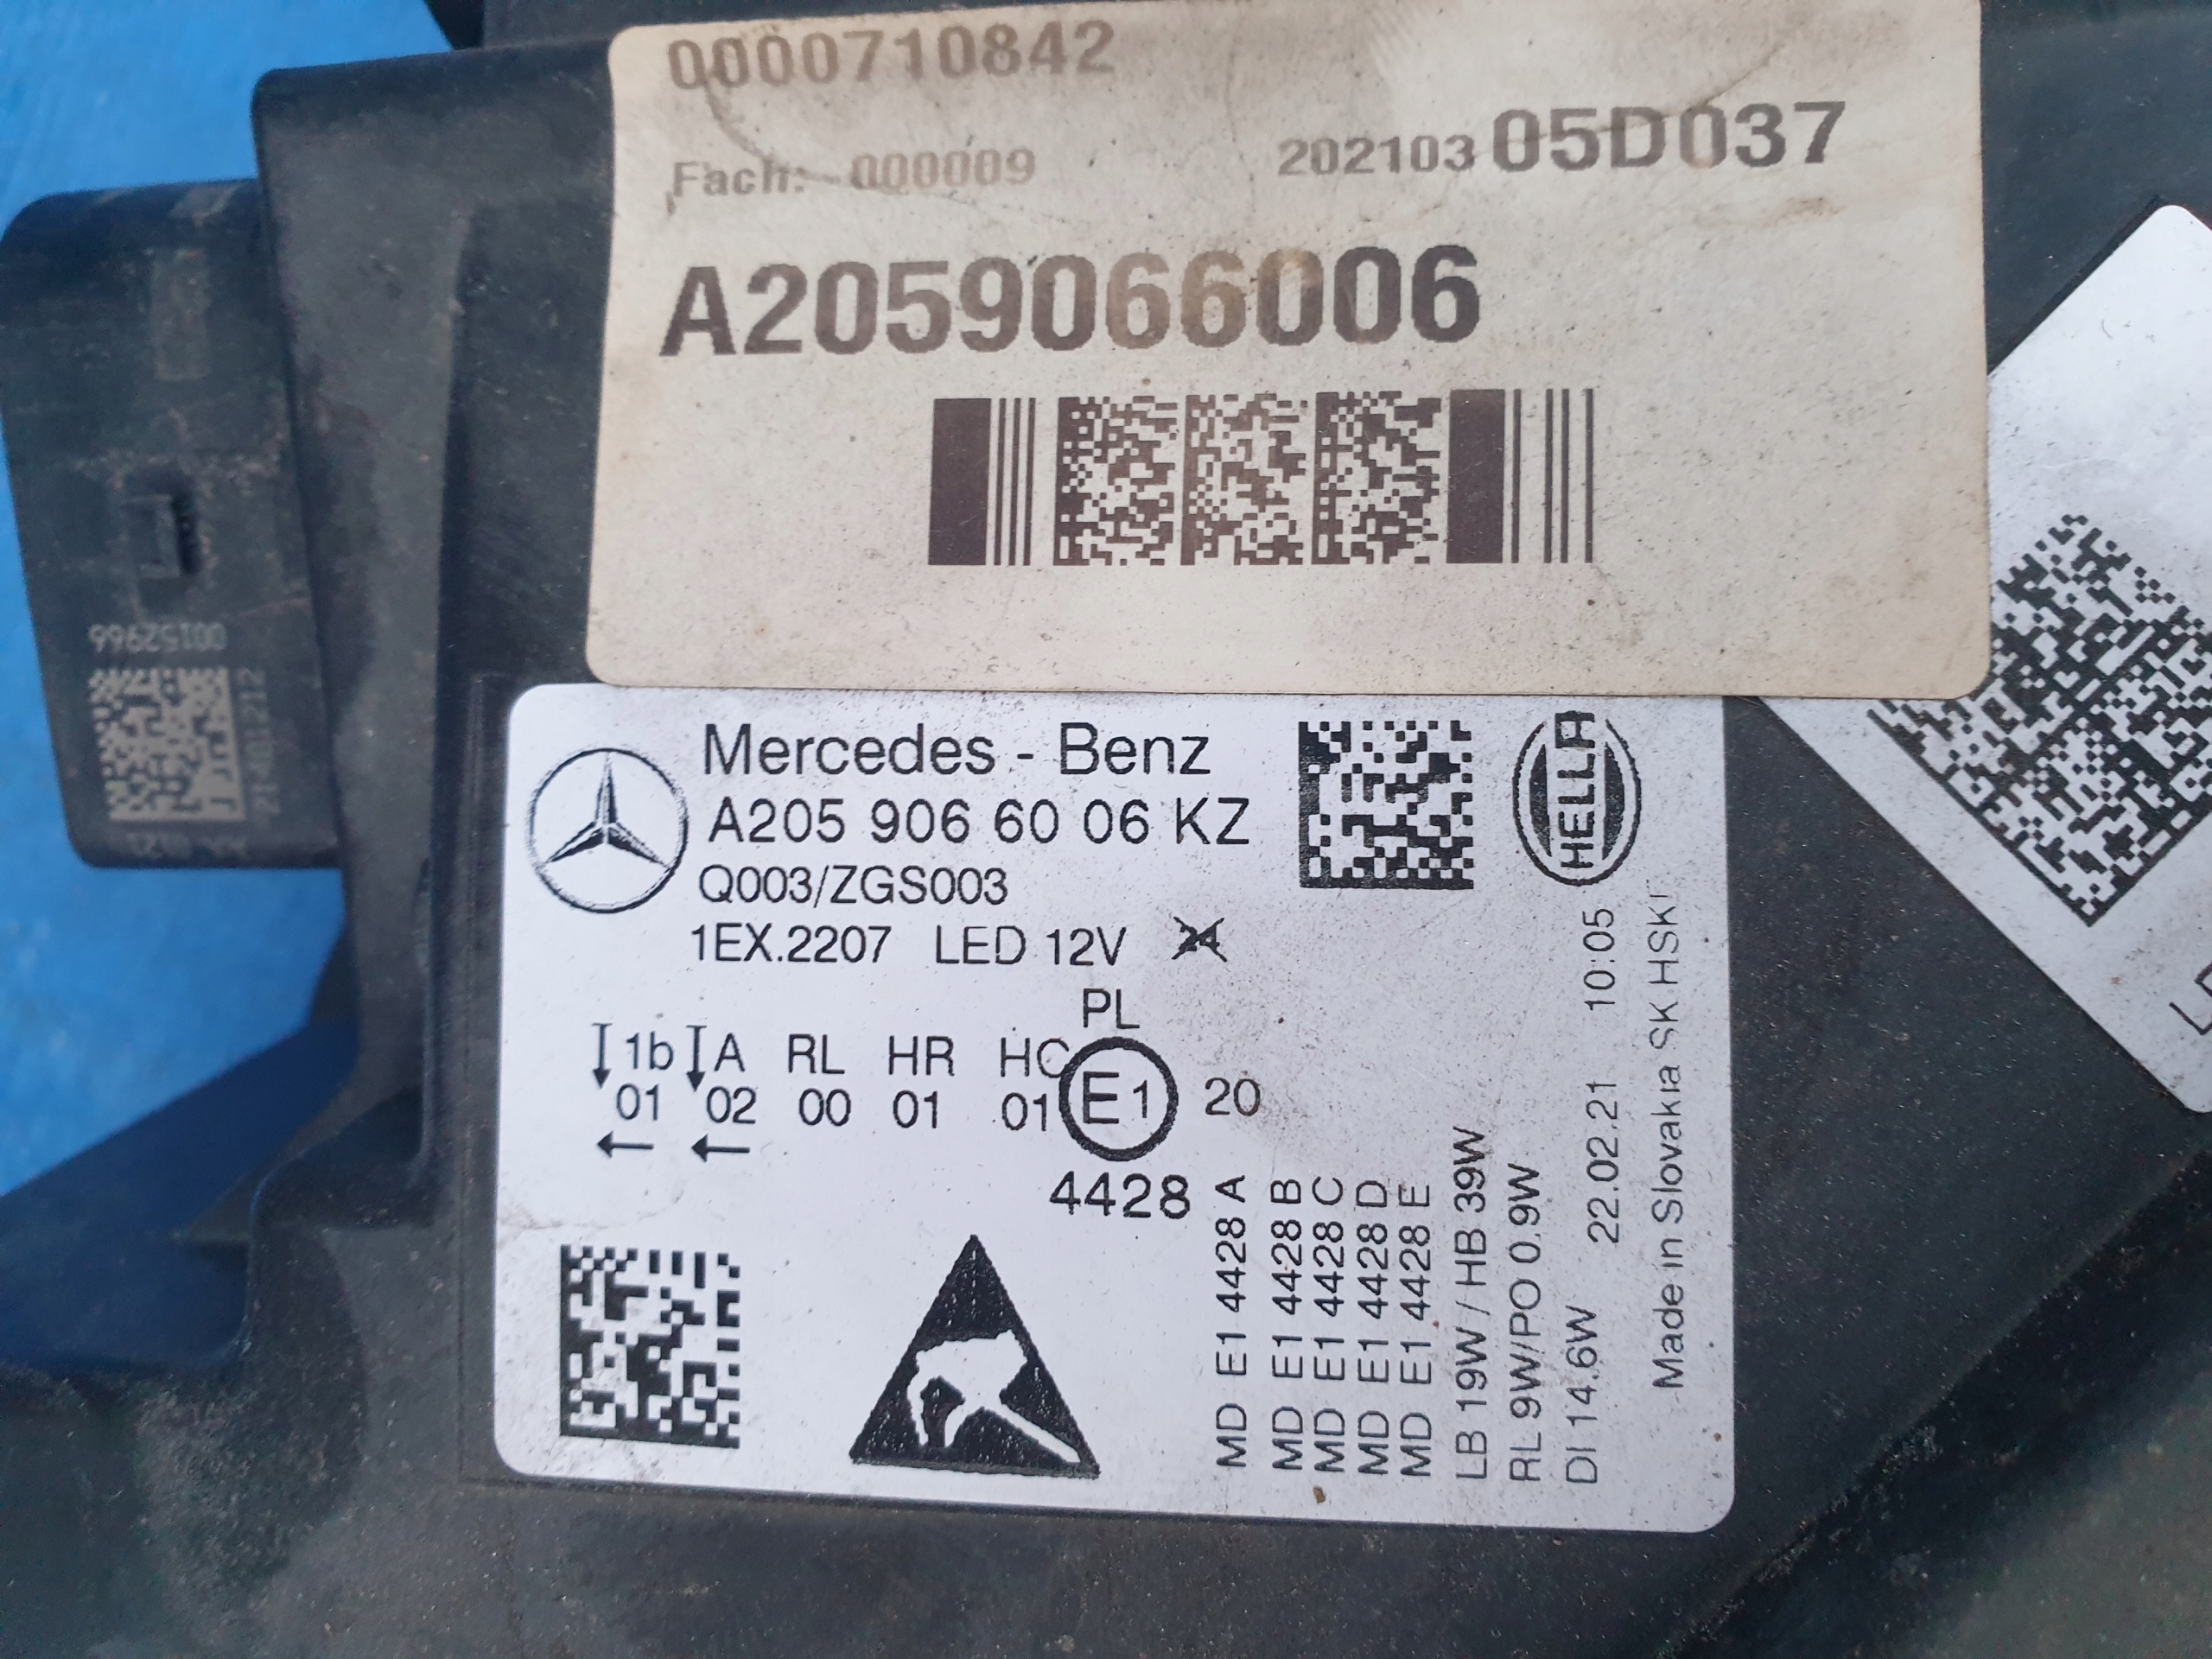 0000710842
Fach: 000009
202103 05D037
A2059066006
Mercedes - Benz
A205 906 60 06 KZ
Q003/ZGS003
1EX.2207 LED 12V 24
HELLA
PL
1b A RL HR HC
01 02 00 01 01 E1 20
4428
MD E1 4428 A
MD E1 4428 B
MD E1 4428 C
MD E1 4428 D
MD E1 4428 E
LB 19W / HB 39W
RL 9W/PO 0.9W
DI 14.6W 22.02.21 10:05
Made in Slovakia SK HSK
00152966